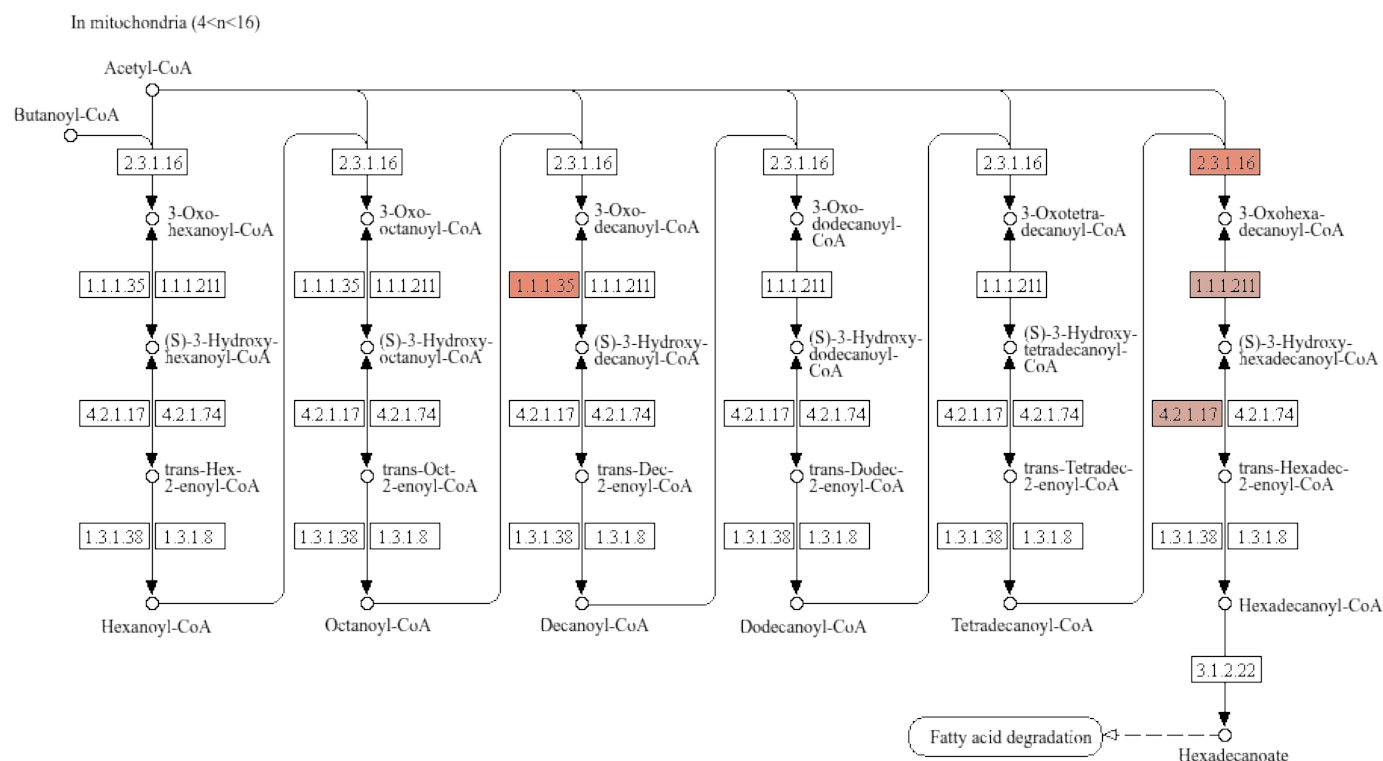 In mitochondria (4<n<16)
Acetyl-CoA
Butanoyl-CoA
2.3.1.16 2.3.1.16 2.3.1.16 2.3.1.16 2.3.1.16 2.3.1.16
3-Oxo-
hexanoyl-CoA
3-Oxo-
octanoyl-CoA
3-Oxo-
decanoyl-CoA
3-Oxo-
dodecanoyl-
CoA
3-Oxotetra-
decanoyl-CoA
3-Oxohexa-
decanoyl-CoA
1.1.1.35 1.1.1.211 1.1.1.35 1.1.1.211 1.1.1.35 1.1.1.211 1.1.1.211 1.1.1.211 1.1.1.211
(S)-3-Hydroxy-
hexanoyl-CoA
(S)-3-Hydroxy-
octanoyl-CoA
(S)-3-Hydroxy-
decanoyl-CoA
(S)-3-Hydroxy-
dodecanoyl-
CoA
(S)-3-Hydroxy-
tetradecanoyl-
CoA
(S)-3-Hydroxy-
hexadecanoyl-CoA
4.2.1.17 4.2.1.74 4.2.1.17 4.2.1.74 4.2.1.17 4.2.1.74 4.2.1.17 4.2.1.74 4.2.1.17 4.2.1.74 4.2.1.17 4.2.1.74
trans-Hex-
2-enoyl-CoA
trans-Oct-
2-enoyl-CoA
trans-Dec-
2-enoyl-CoA
trans-Dodec-
2-enoyl-CoA
trans-Tetradec-
2-enoyl-CoA
trans-Hexadec-
2-enoyl-CoA
1.3.1.38 1.3.1.8 1.3.1.38 1.3.1.8 1.3.1.38 1.3.1.8 1.3.1.38 1.3.1.8 1.3.1.38 1.3.1.8 1.3.1.38 1.3.1.8
Hexanoyl-CoA
Octanoyl-CoA
Decanoyl-CoA
Dodecanoyl-CoA
Tetradecanoyl-CoA
Hexadecanoyl-CoA
3.1.2.22
Fatty acid degradation
Hexadecanoate